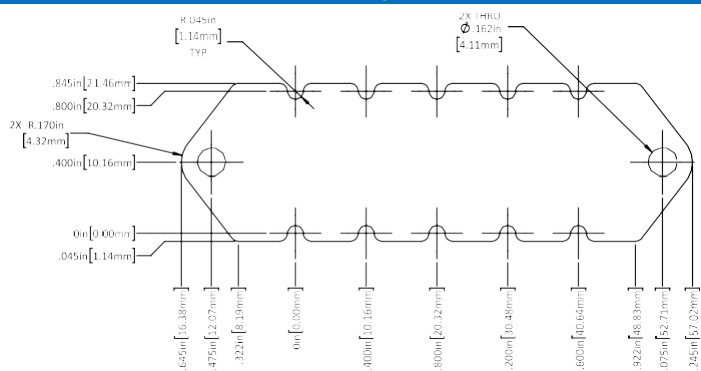 R.045in
[1.14mm]
TYP
2X THRU
Ø.162in
[4.11mm]
.845in[21.46mm]
.800in[20.32mm]
2X R.170in
[4.32mm]
.400in[10.16mm]
0in[0.00mm]
.045in[1.14mm]
.645in[16.38mm]
.475in[12.07mm]
.322in[8.19mm]
0in[0.00mm]
.400in[10.16mm]
.800in[20.32mm]
.200in[30.48mm]
.600in[40.64mm]
.922in[48.83mm]
.075in[52.71mm]
.245in[57.02mm]